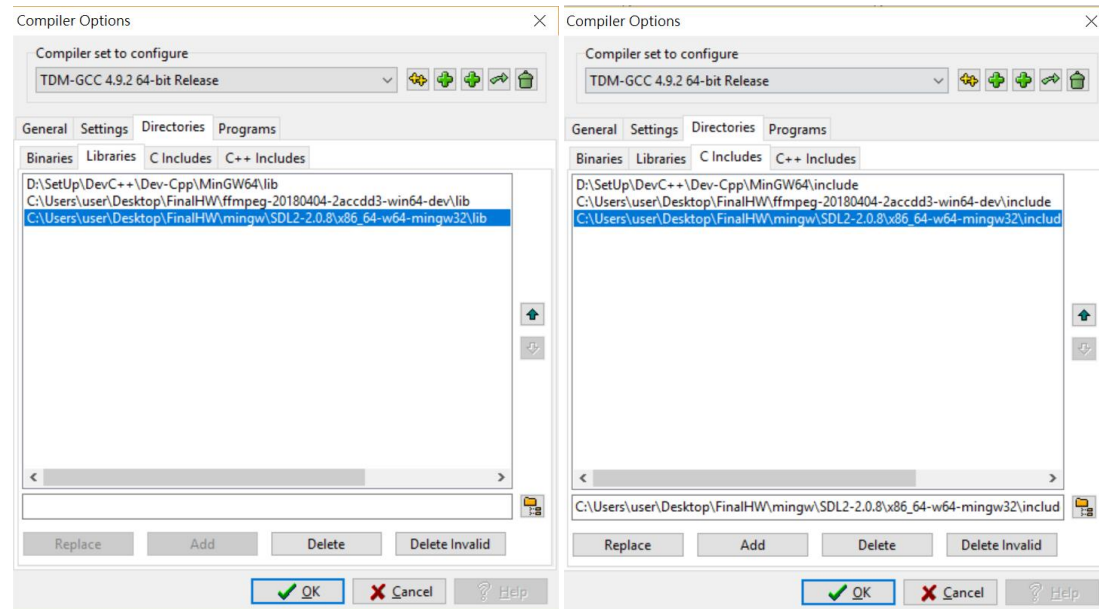 Compiler Options
Compiler set to configure
TDM-GCC 4.9.2 64-bit Release
General Settings Directories Programs
Binaries Libraries C Includes C++ Includes
D:\SetUp\DevC++\Dev-Cpp\MinGW64\lib
C:\Users\user\Desktop\FinalHW\ffmpeg-20180404-2accdd3-win64-dev\lib
C:\Users\user\Desktop\FinalHW\mingw\SDL2-2.0.8\x86_64-w64-mingw32\lib
Replace Add Delete Delete Invalid
OK Cancel Help
Compiler Options
Compiler set to configure
TDM-GCC 4.9.2 64-bit Release
General Settings Directories Programs
Binaries Libraries C Includes C++ Includes
D:\SetUp\DevC++\Dev-Cpp\MinGW64\include
C:\Users\user\Desktop\FinalHW\ffmpeg-20180404-2accdd3-win64-dev\include
C:\Users\user\Desktop\FinalHW\mingw\SDL2-2.0.8\x86_64-w64-mingw32\includ
C:\Users\user\Desktop\FinalHW\mingw\SDL2-2.0.8\x86_64-w64-mingw32\includ
Replace Add Delete Delete Invalid
OK Cancel Help